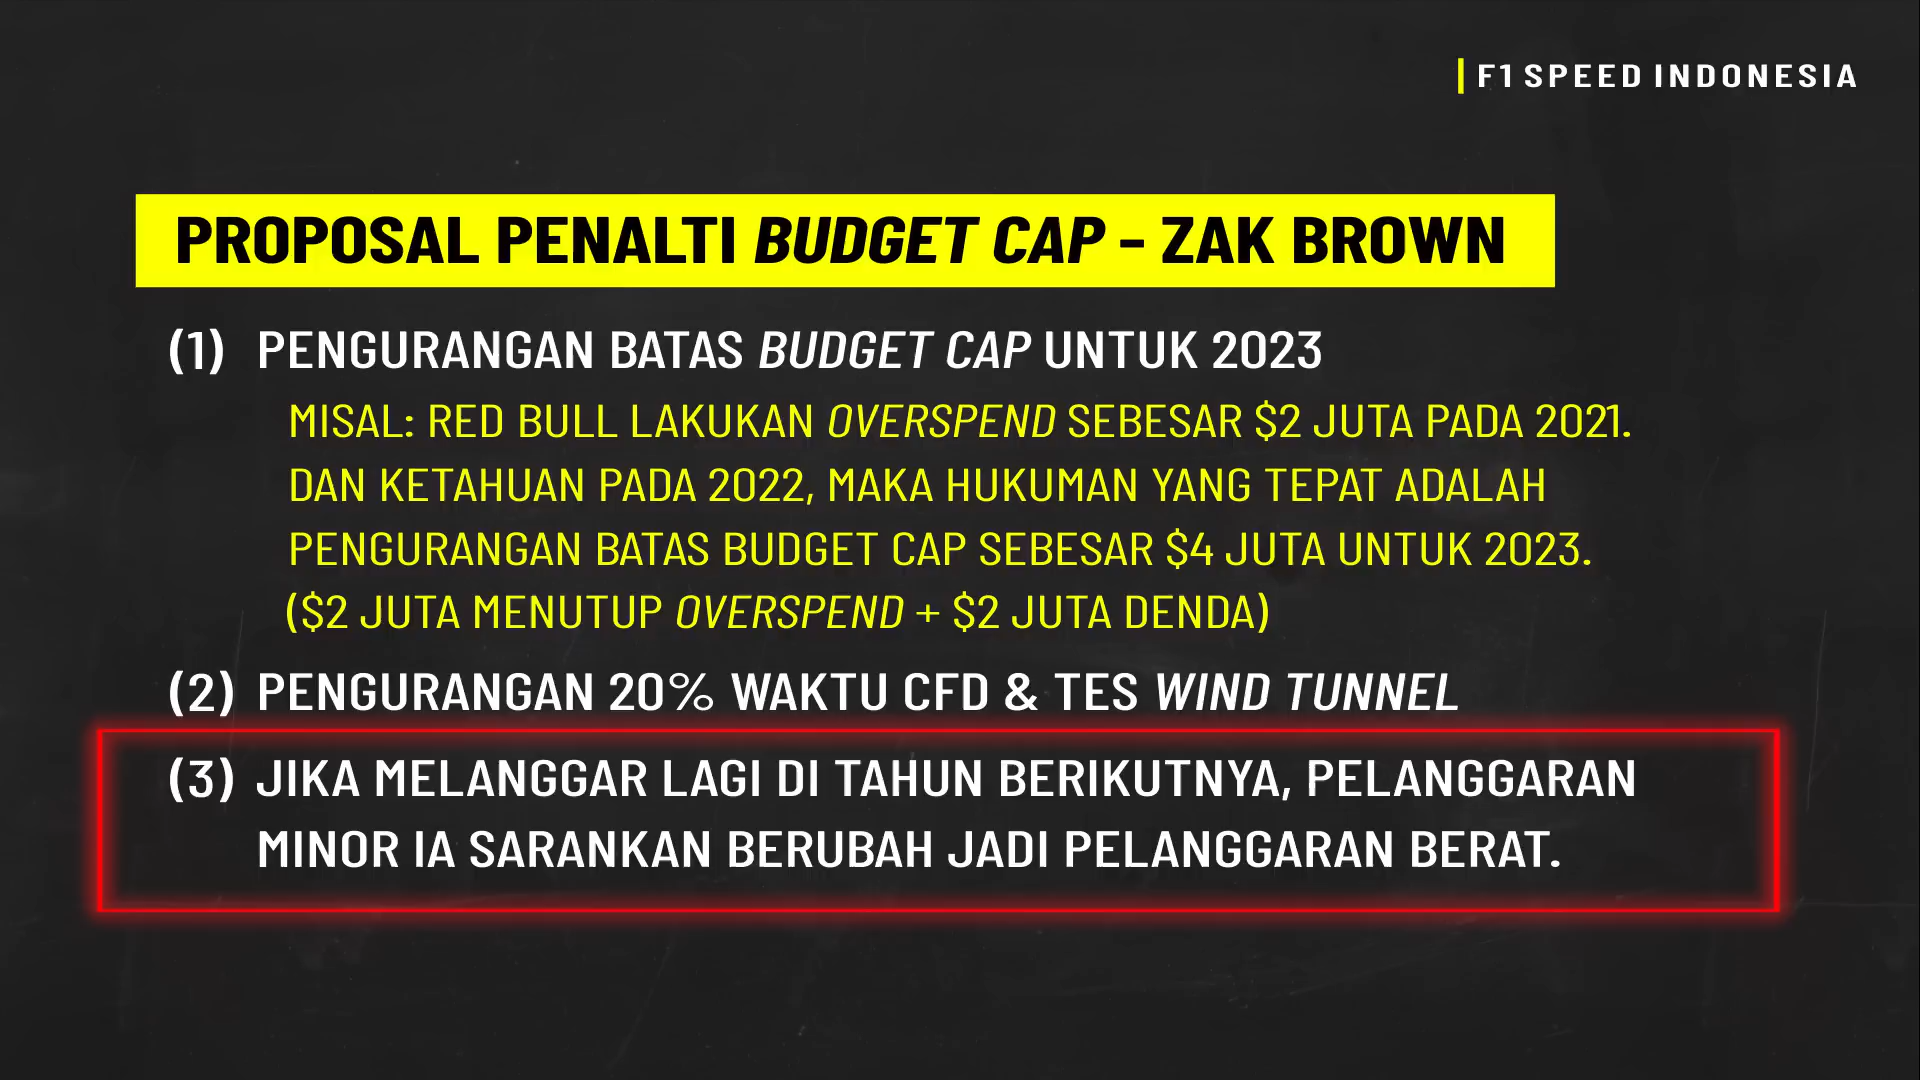 F1 SPEED INDONESIA
PROPOSAL PENALTI BUDGET CAP – ZAK BROWN
(1) PENGURANGAN BATAS BUDGET CAP UNTUK 2023
MISAL: RED BULL LAKUKAN OVERSPEND SEBESAR $2 JUTA PADA 2021.
DAN KETAHUAN PADA 2022, MAKA HUKUMAN YANG TEPAT ADALAH
PENGURANGAN BATAS BUDGET CAP SEBESAR $4 JUTA UNTUK 2023.
($2 JUTA MENUTUP OVERSPEND + $2 JUTA DENDA)
(2) PENGURANGAN 20% WAKTU CFD & TES WIND TUNNEL
(3) JIKA MELANGGAR LAGI DI TAHUN BERIKUTNYA, PELANGGARAN
MINOR IA SARANKAN BERUBAH JADI PELANGGARAN BERAT.